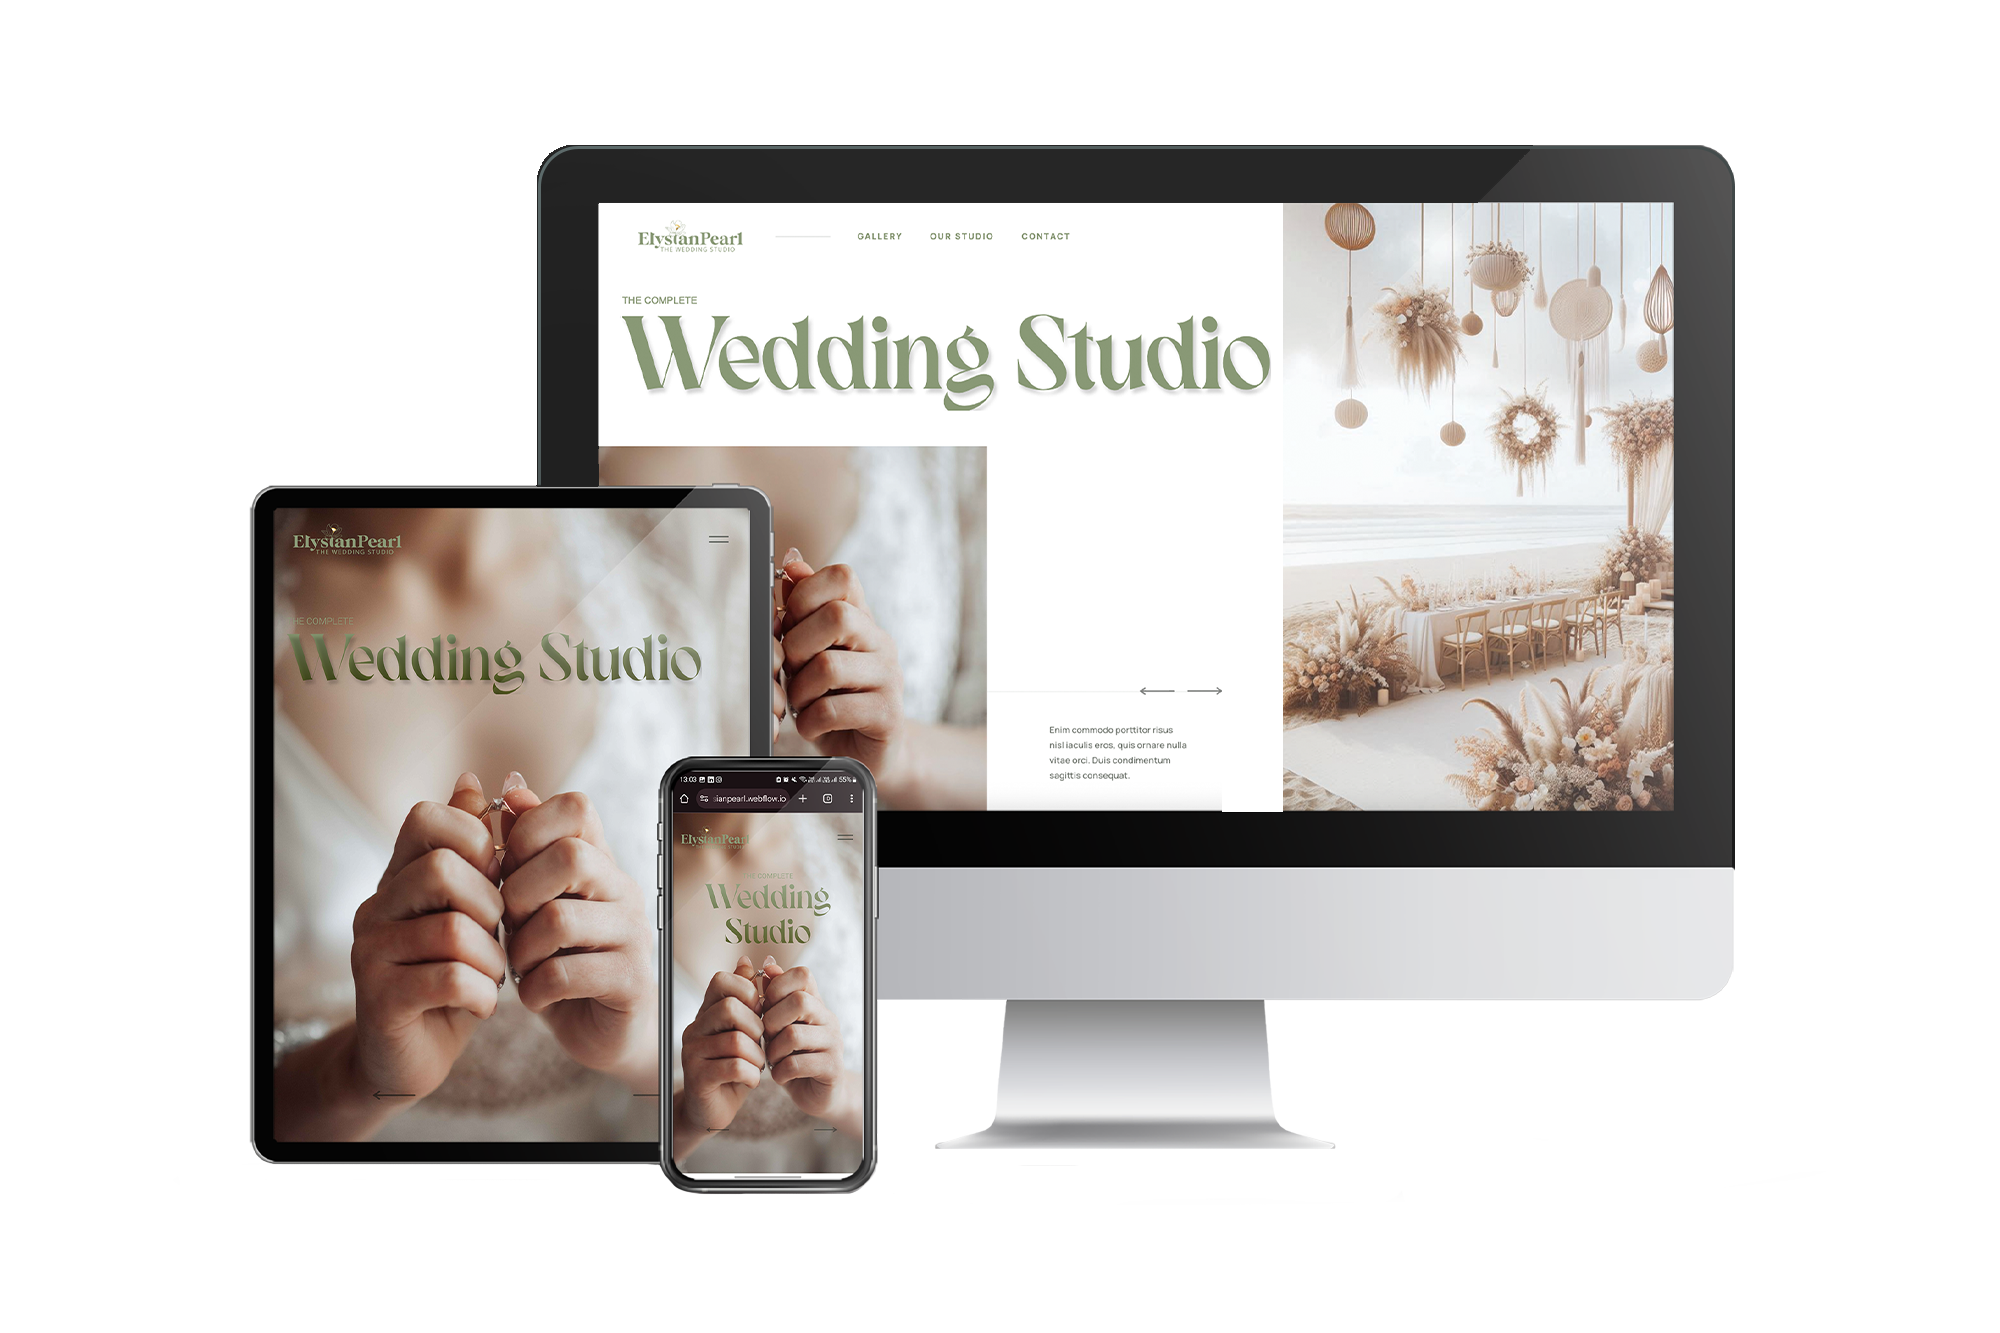 ElystanPearl
THE WEDDING STUDIO
GALLERY OUR STUDIO CONTACT
THE COMPLETE
Wedding Studio
Enim commodo porttitor risus
nisl iaculis eros, quis ornare nulla
vitae orci. Duis condimentum
sagittis consequat.
ElystanPearl
THE WEDDING STUDIO
THE COMPLETE
Wedding Studio
13:03 55%
ianpearl.webflow.io
ElystanPearl
THE COMPLETE
Wedding
Studio